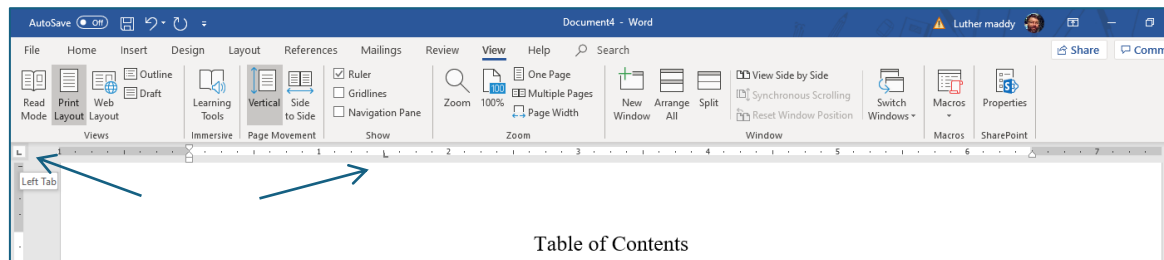 AutoSave Off Document4 - Word Luther maddy
File Home Insert Design Layout References Mailings Review View Help Search Share Comm
Read Mode Print Layout Web Layout Outline Draft Learning Tools Vertical Side to Side Ruler Gridlines Navigation Pane Zoom 100% One Page Multiple Pages Page Width New Window Arrange All Split View Side by Side Synchronous Scrolling Reset Window Position Switch Windows Macros Properties
Views Immersive Page Movement Show Zoom Window Macros SharePoint
1 1 2 3 4 5 6 7
Left Tab
Table of Contents